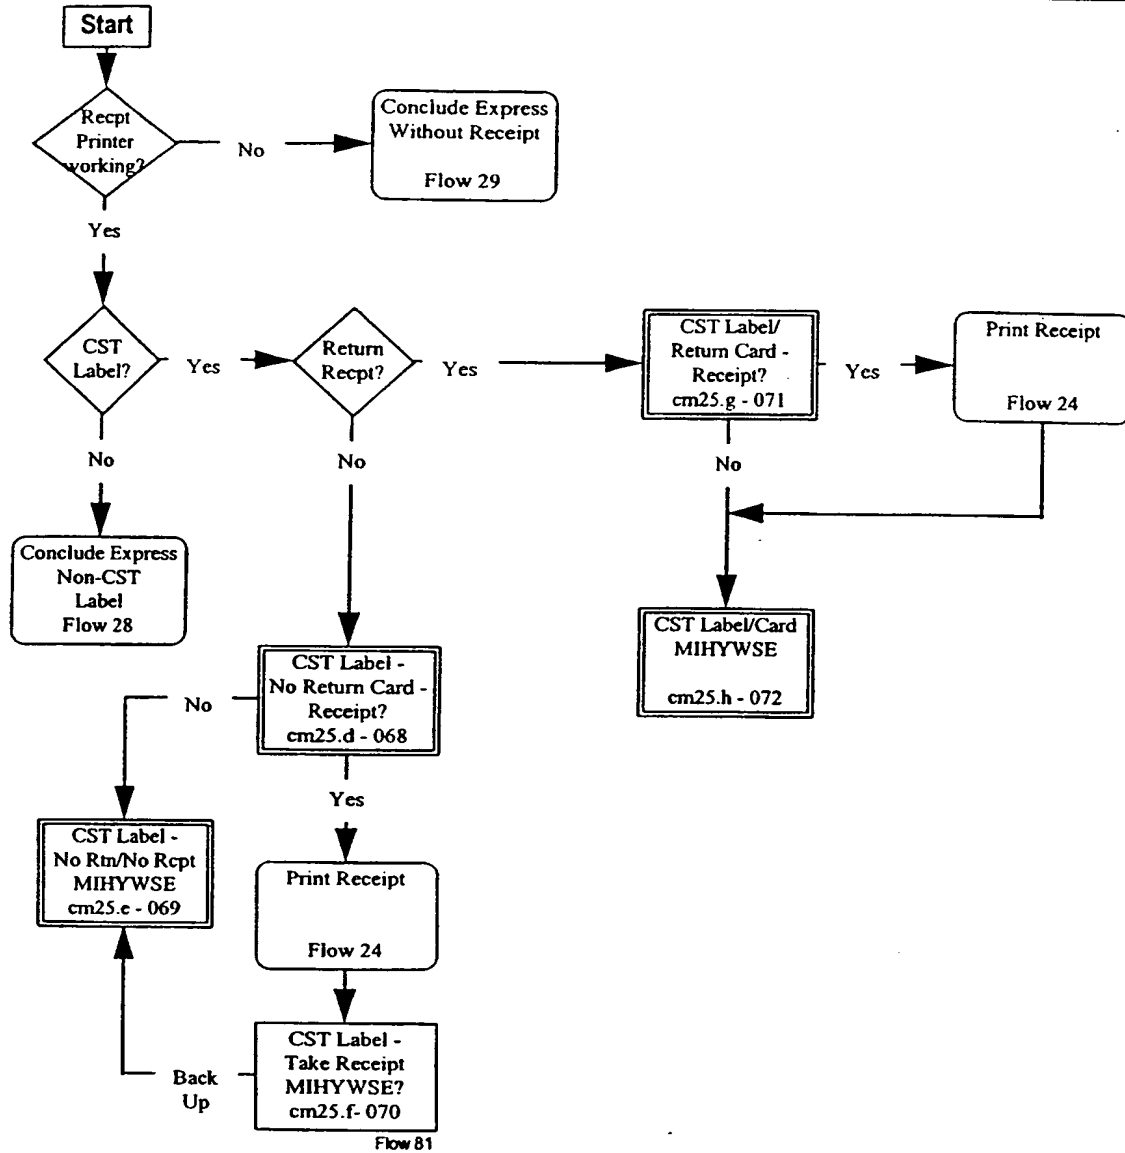 Start
Recpt
Printer
working?
No
Conclude Express
Without Receipt
Flow 29
Yes
CST
Label?
Yes
Return
Recpt?
Yes
CST Label/
Return Card -
Receipt?
cm25.g - 071
Yes
Print Receipt
Flow 24
No
No
No
Conclude Express
Non-CST
Label
Flow 28
CST Label/Card
MIHYWSE
cm25.h - 072
CST Label -
No Return Card -
Receipt?
cm25.d - 068
No
Yes
CST Label -
No Rtn/No Rcpt
MIHYWSE
cm25.e - 069
Print Receipt
Flow 24
CST Label -
Take Receipt
MIHYWSE?
cm25.f- 070
Back
Up
Flow 81